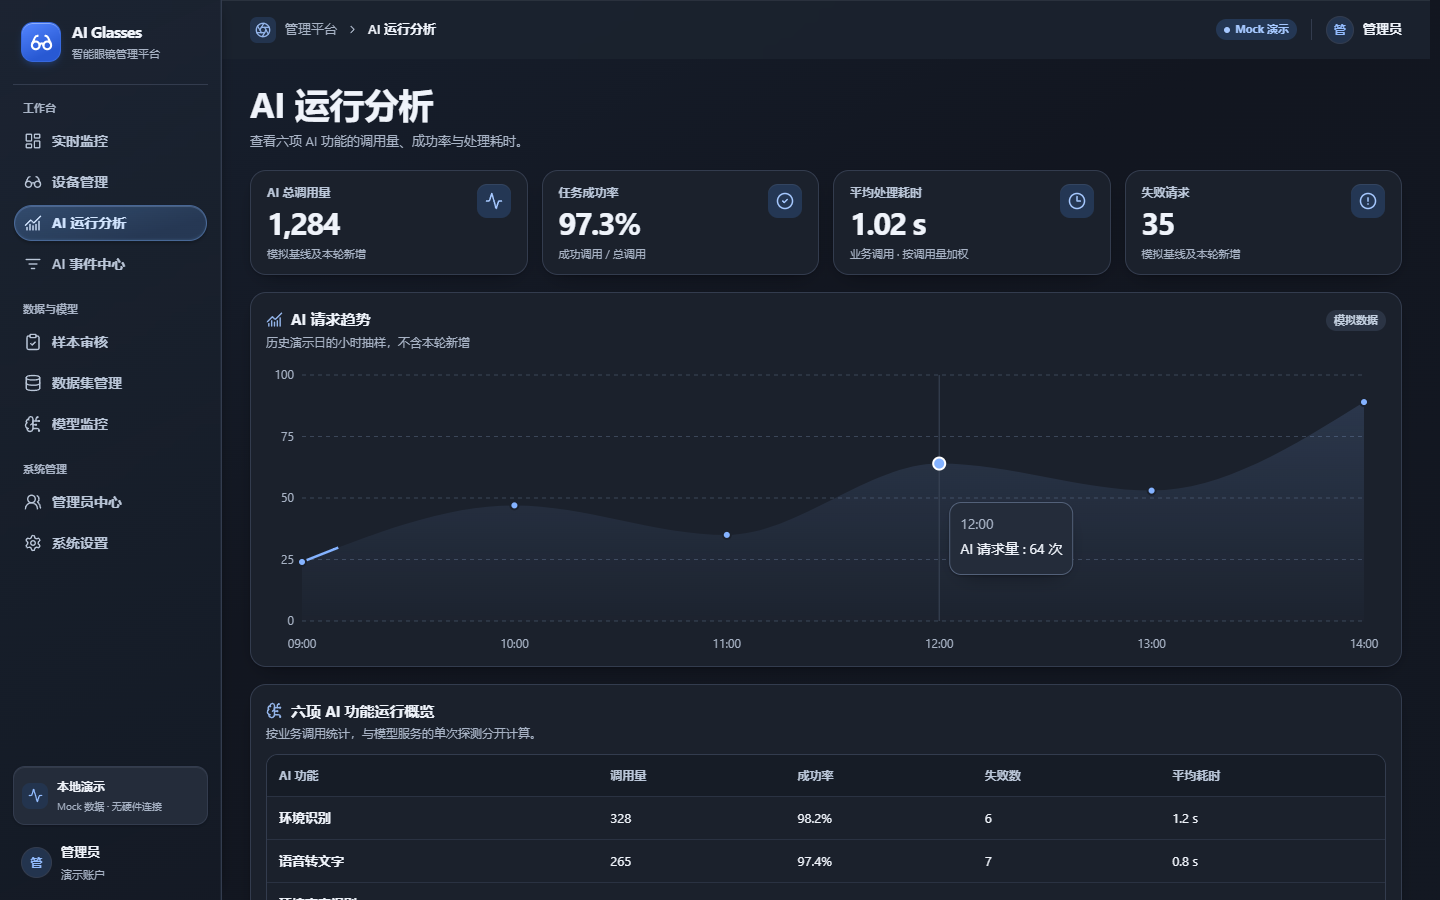 AI Glasses
智能眼镜管理平台
工作台
实时监控
设备管理
AI 运行分析
AI 事件中心
数据与模型
样本审核
数据集管理
模型监控
系统管理
管理员中心
系统设置
本地演示
Mock 数据 · 无硬件连接
管 管理员
演示账户
管理平台 > AI 运行分析
Mock 演示
管 管理员
AI 运行分析
查看六项 AI 功能的调用量、成功率与处理耗时。
AI 总调用量
1,284
模拟基线及本轮新增
任务成功率
97.3%
成功调用 / 总调用
平均处理耗时
1.02 s
业务调用 · 按调用量加权
失败请求
35
模拟基线及本轮新增
AI 请求趋势
模拟数据
历史演示日的小时抽样，不含本轮新增
100
75
50
25
0
12:00
AI 请求量 : 64 次
09:00 10:00 11:00 12:00 13:00 14:00
六项 AI 功能运行概览
按业务调用统计，与模型服务的单次探测分开计算。
AI 功能 调用量 成功率 失败数 平均耗时
环境识别 328 98.2% 6 1.2 s
语音转文字 265 97.4% 7 0.8 s